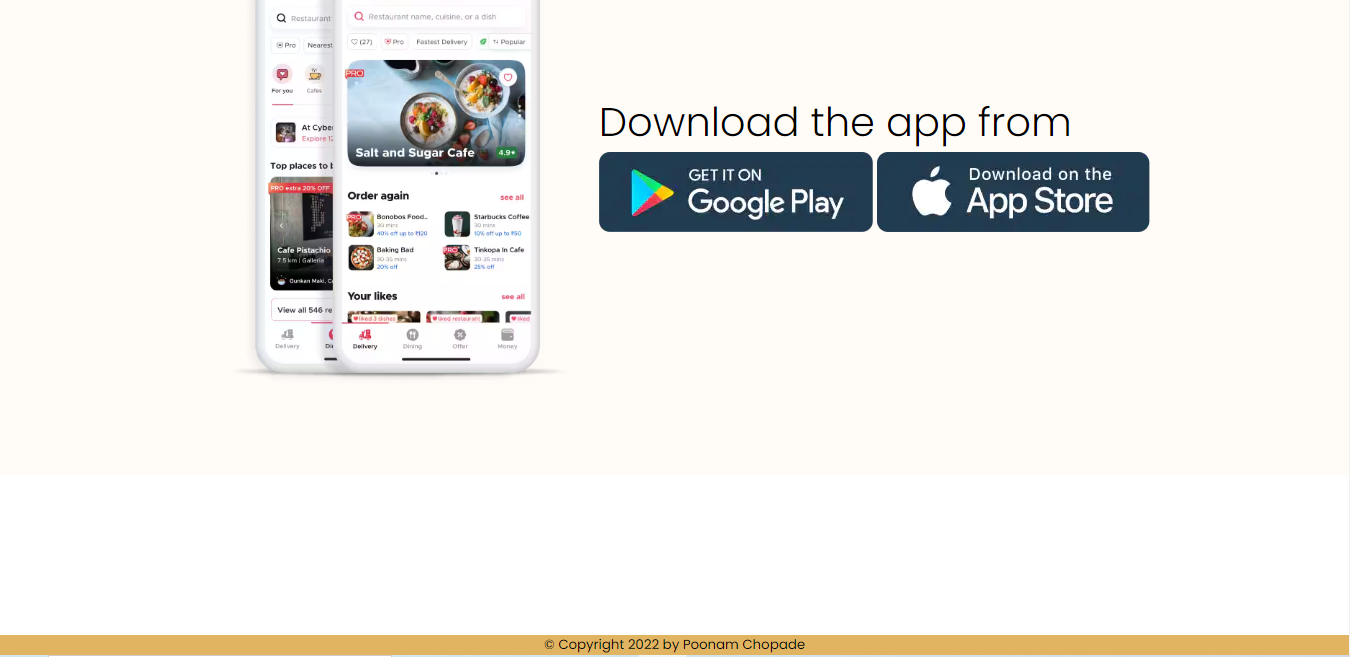 Restaurant
Restaurant name, cuisine, or a dish
Pro
Nearest
(27)
Pro
Fastest Delivery
Popular
For you
Cafes
PRO
Salt and Sugar Cafe
4.9★
At Cyber
Explore 12
Top places to b
PRO extra 20% OFF
Cafe Pistachio
7.5 km | Galleria
Gunkan Maki, C
View all 546 re
Delivery
Di
Order again
see all
PRO
Bonobos Food..
30 mins
40% off up to ₹120
Starbucks Coffee
30 mins
10% off up to ₹50
Baking Bad
30-35 mins
20% off
PRO
Tinkopa In Cafe
30-35 mins
25% off
Your likes
see all
liked 3 dishes
liked restaurant
liked
Delivery
Dining
Offer
Money
Download the app from
GET IT ON
Google Play
Download on the
App Store
© Copyright 2022 by Poonam Chopade